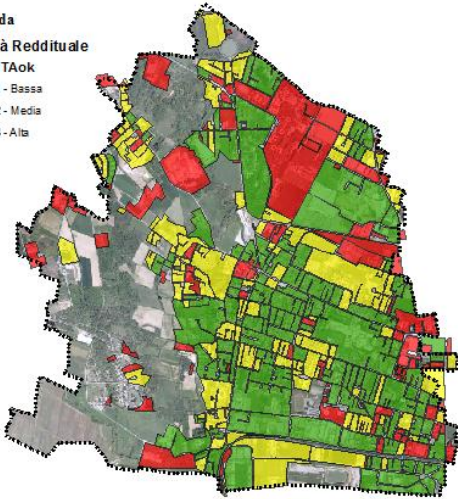 da
à Reddituale
TAok
- Bassa
- Media
- Alta